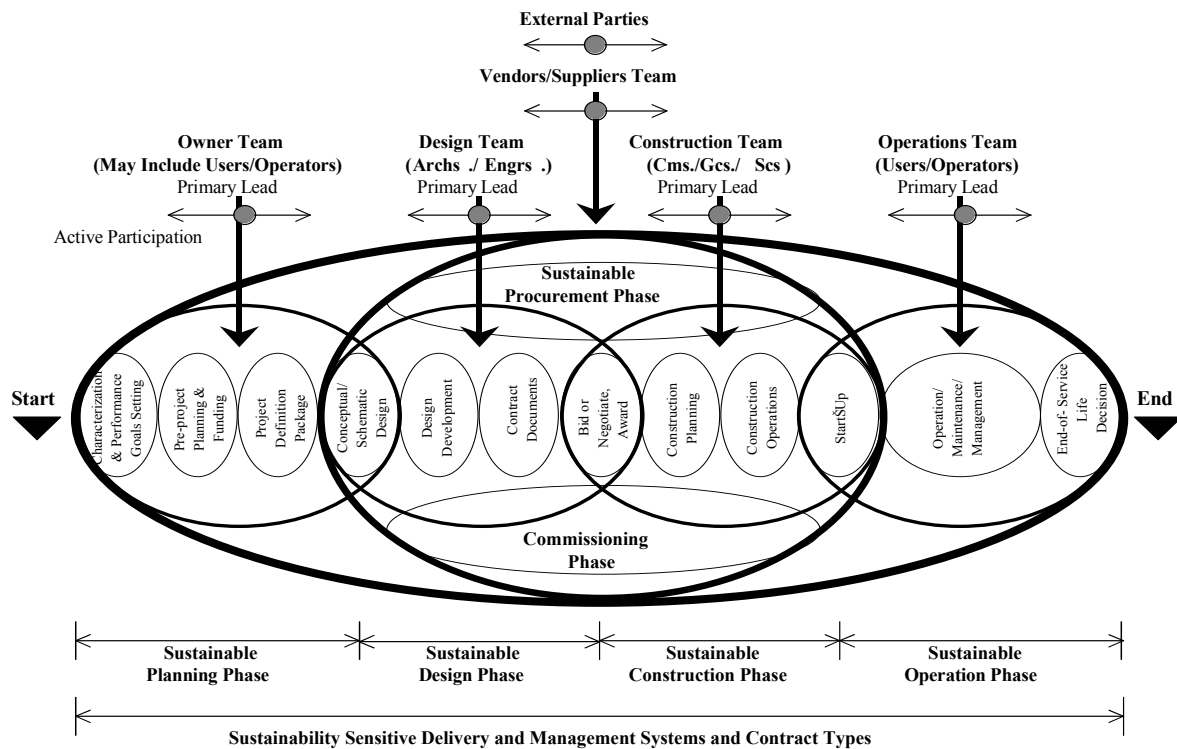 External Parties
Vendors/Suppliers Team
Owner Team
(May Include Users/Operators)
Primary Lead
Design Team
(Archs ./ Engrs .)
Primary Lead
Construction Team
(Cms./Gcs./ Scs )
Primary Lead
Operations Team
(Users/Operators)
Primary Lead
Active Participation
Sustainable
Procurement Phase
Start
Characterization
& Performance
Goals Setting
Pre-project
Planning &
Funding
Project
Definition
Package
Conceptual/
Schematic
Design
Design
Development
Contract
Documents
Bid or
Negotiate,
Award
Construction
Planning
Construction
Operations
StartŠUp
Operation/
Maintenance/
Management
End-of- Service
Life
Decision
End
Commissioning
Phase
Sustainable
Planning Phase
Sustainable
Design Phase
Sustainable
Construction Phase
Sustainable
Operation Phase
Sustainability Sensitive Delivery and Management Systems and Contract Types